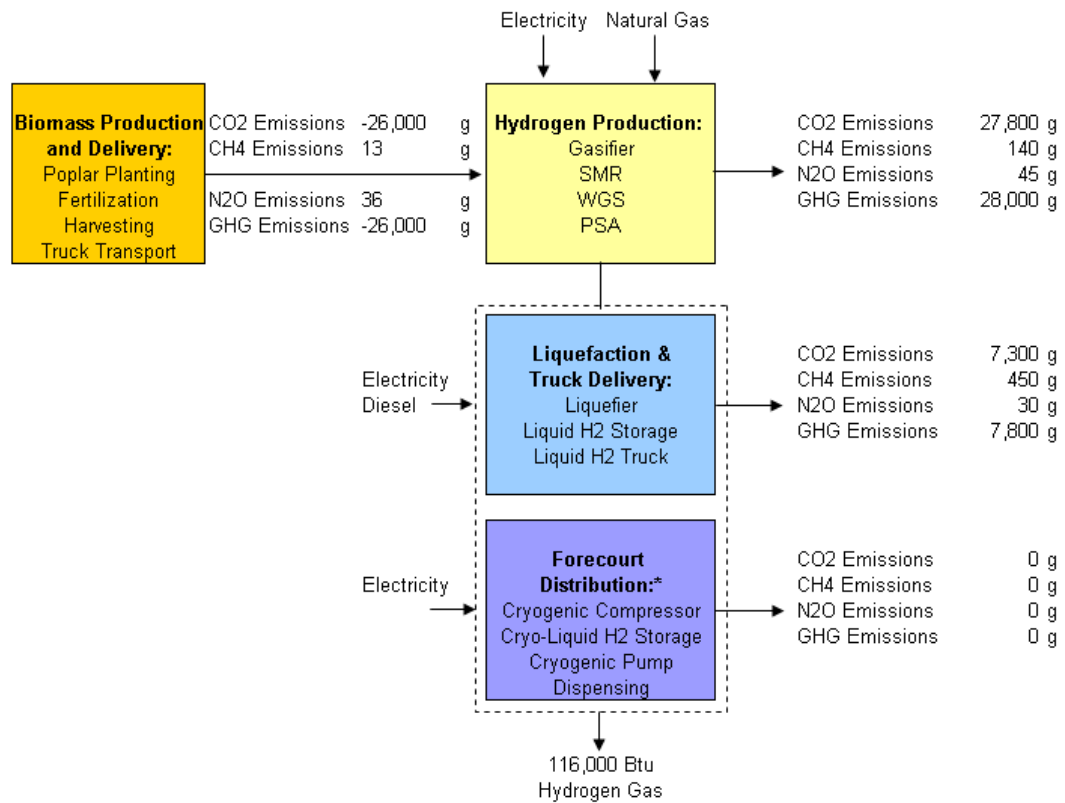 Electricity Natural Gas
Biomass Production
and Delivery:
Poplar Planting
Fertilization
Harvesting
Truck Transport
CO2 Emissions -26,000 g
CH4 Emissions 13 g
N2O Emissions 36 g
GHG Emissions -26,000 g
Hydrogen Production:
Gasifier
SMR
WGS
PSA
CO2 Emissions 27,800 g
CH4 Emissions 140 g
N2O Emissions 45 g
GHG Emissions 28,000 g
Electricity
Diesel
Liquefaction &
Truck Delivery:
Liquefier
Liquid H2 Storage
Liquid H2 Truck
CO2 Emissions 7,300 g
CH4 Emissions 450 g
N2O Emissions 30 g
GHG Emissions 7,800 g
Electricity
Forecourt
Distribution:*
Cryogenic Compressor
Cryo-Liquid H2 Storage
Cryogenic Pump
Dispensing
CO2 Emissions 0 g
CH4 Emissions 0 g
N2O Emissions 0 g
GHG Emissions 0 g
116,000 Btu
Hydrogen Gas